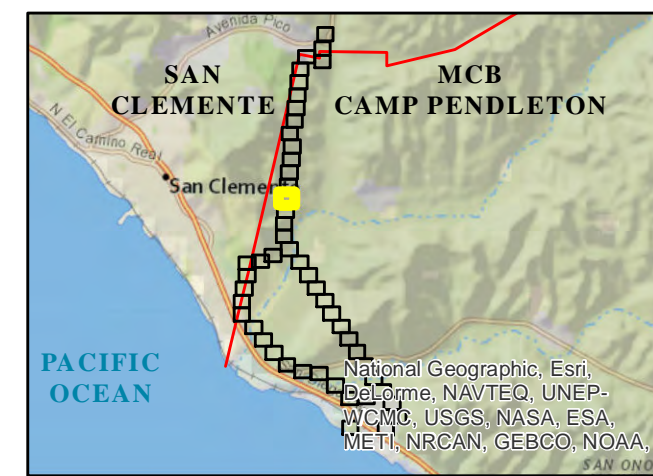 Avenida Pico
SAN
CLEMENTE
MCB
CAMP PENDLETON
N El Camino Real
San Clemen
PACIFIC
OCEAN
National Geographic, Esri,
DeLorme, NAVTEQ, UNEP-
WCMC, USGS, NASA, ESA,
METI, NRCAN, GEBCO, NOAA,
SAN ONO